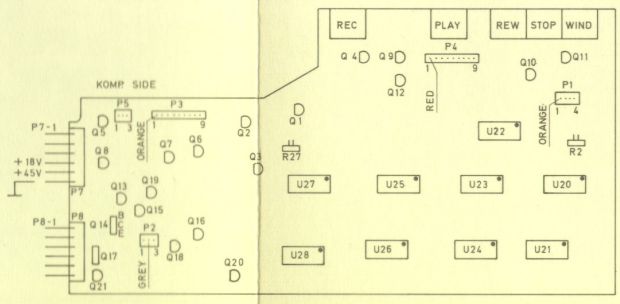 REC PLAY REW STOP WIND
Q4 Q9 P4 Q11
1 9 Q10
KOMP. SIDE Q12 P1
RED
P5 P3 ORANGE 1 4
P7-1 1 3 1 9 Q1
Q5 ORANGE Q2 U22
Q7 Q6 R27 R2
Q8 Q3
+18V
+45V
Q19 U27 U25 U23 U20
P7 Q13
P8-1 P8 B Q15
Q14 C Q16
E P2
1 3 U28 U26 U24 U21
Q17 Q18
GREY
Q21 Q20